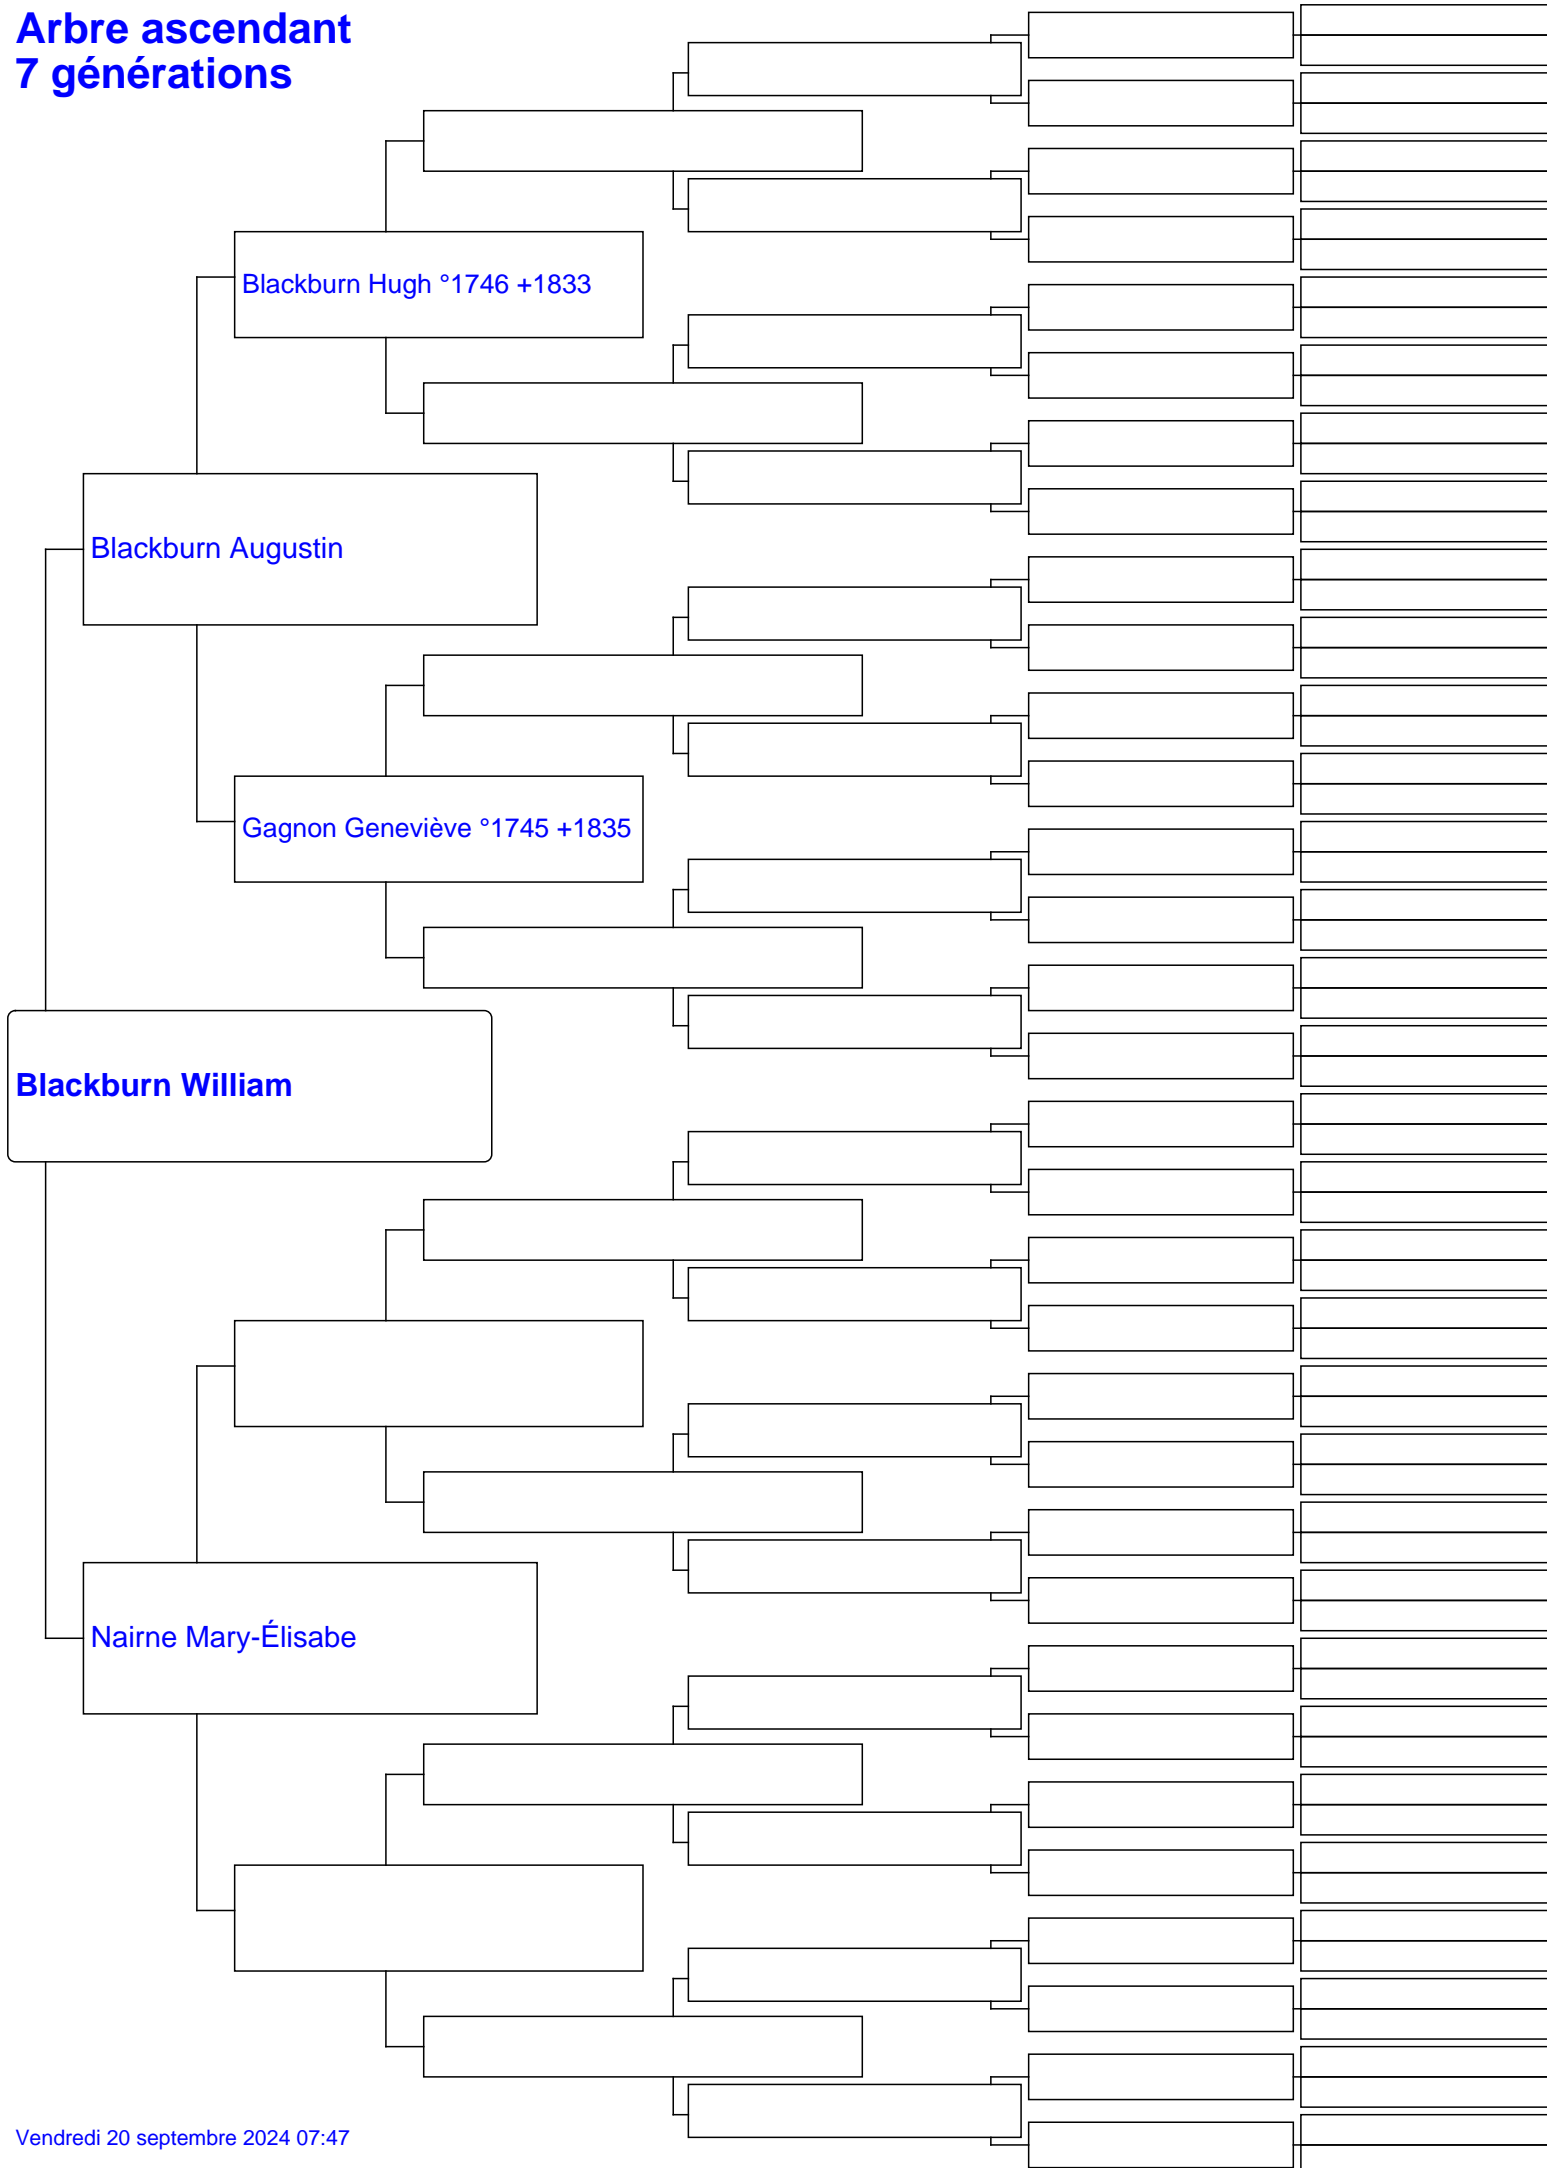 Arbre ascendant
7 générations
Blackburn Hugh °1746 +1833
Blackburn Augustin
Gagnon Geneviève °1745 +1835
Blackburn William
Nairne Mary-Élisabe
Vendredi 20 septembre 2024 07:47